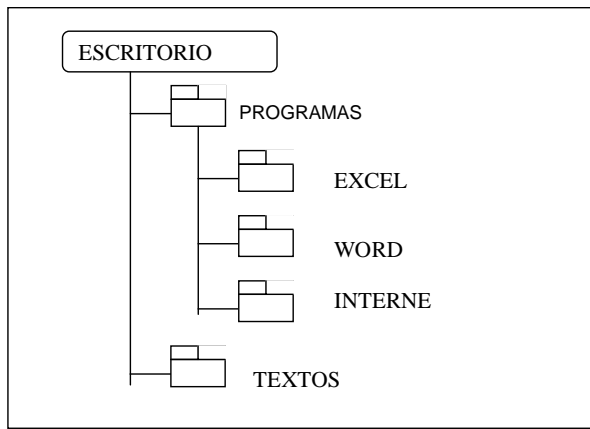 ESCRITORIO
PROGRAMAS
EXCEL
WORD
INTERNE
TEXTOS